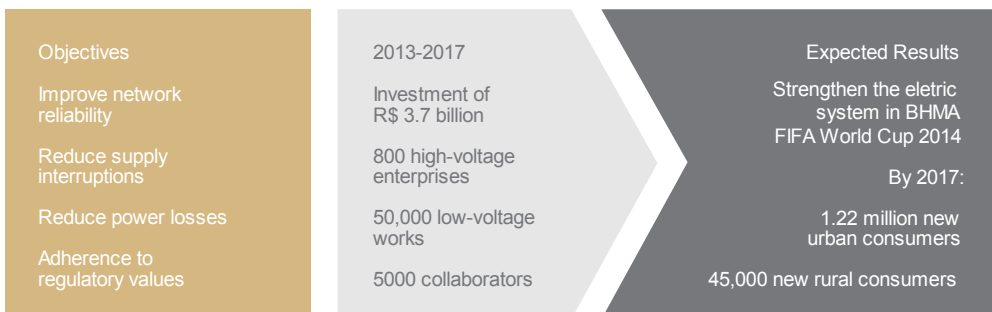 Objectives
Improve network
reliability
Reduce supply
interruptions
Reduce power losses
Adherence to
regulatory values
2013-2017
Investment of
R$ 3.7 billion
800 high-voltage
enterprises
50,000 low-voltage
works
5000 collaborators
Expected Results
Strengthen the eletric
system in BHMA
FIFA World Cup 2014
By 2017:
1.22 million new
urban consumers
45,000 new rural consumers